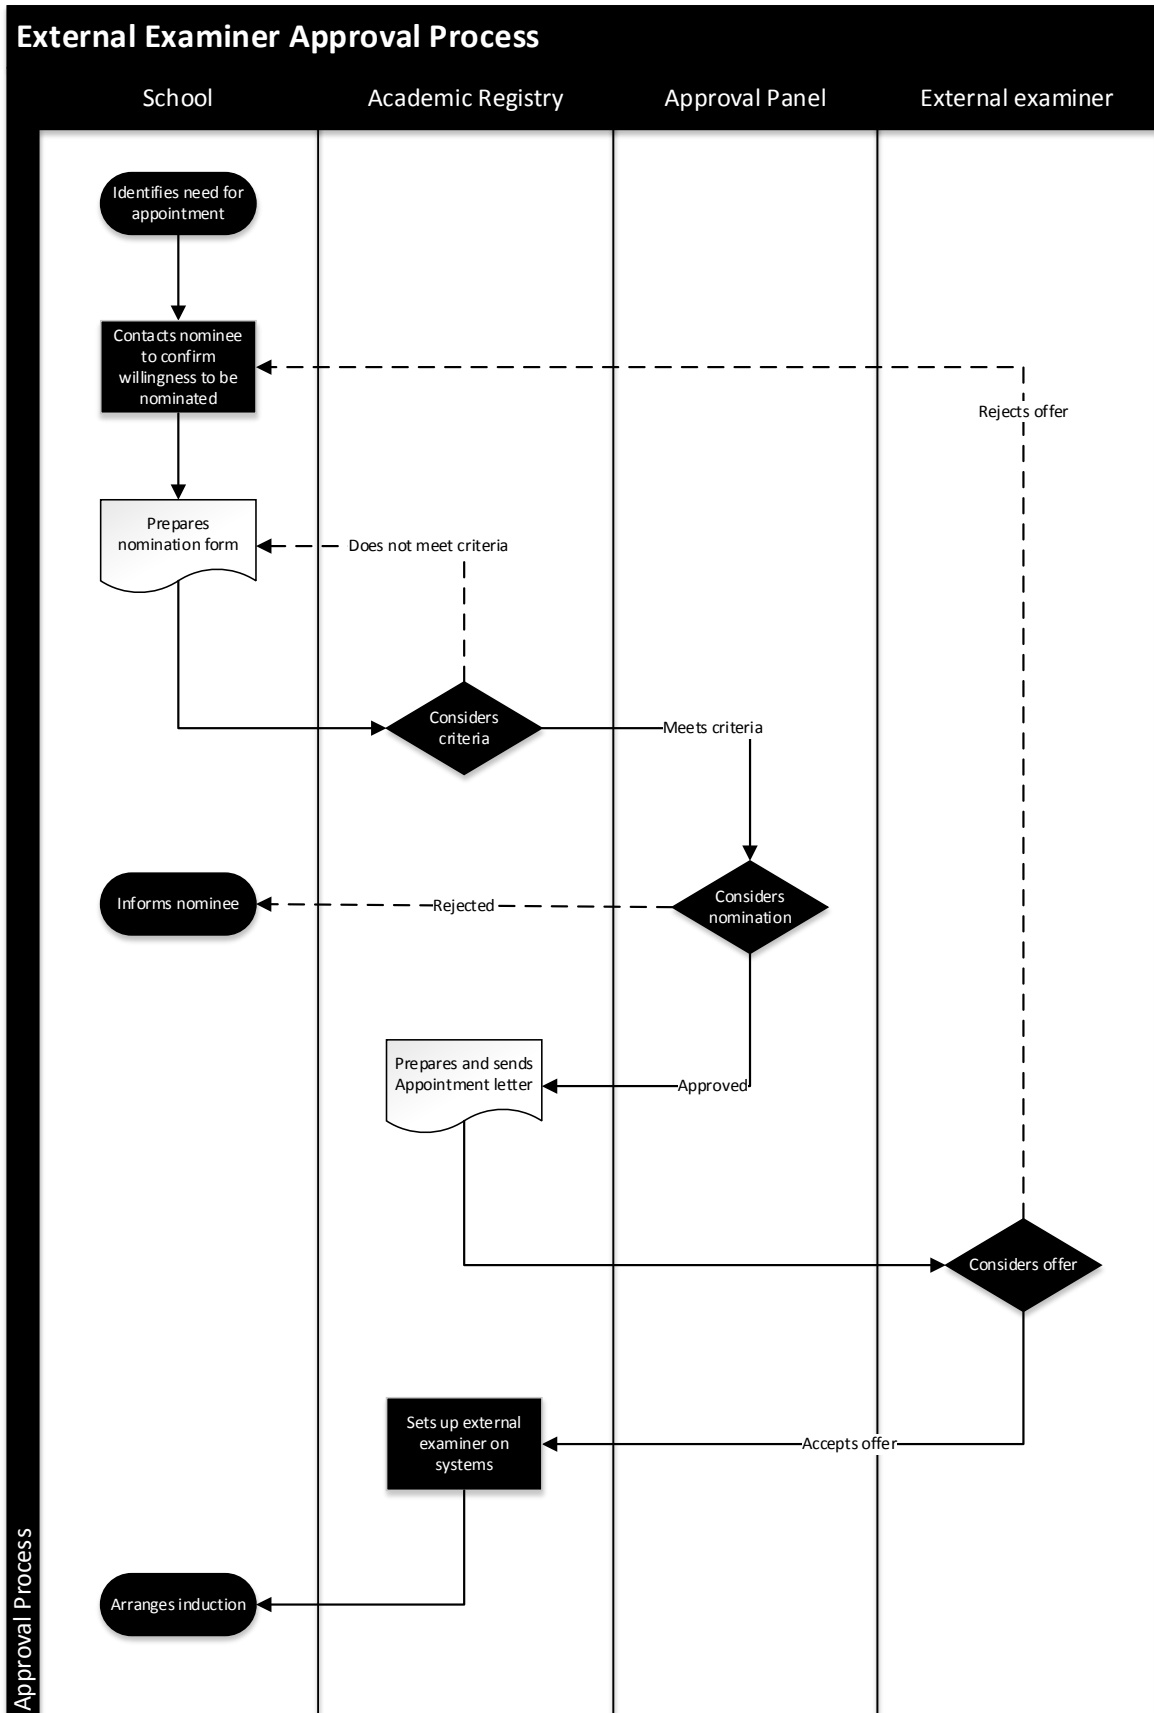 External Examiner Approval Process
School
Academic Registry
Approval Panel
External examiner
Identifies need for
appointment
Contacts nominee
to confirm
willingness to be
nominated
Rejects offer
Prepares
nomination form
Does not meet criteria
Considers
criteria
Meets criteria
Informs nominee
Rejected
Considers
nomination
Prepares and sends
Appointment letter
Approved
Considers offer
Sets up external
examiner on
systems
Accepts offer
Arranges induction
Approval Process